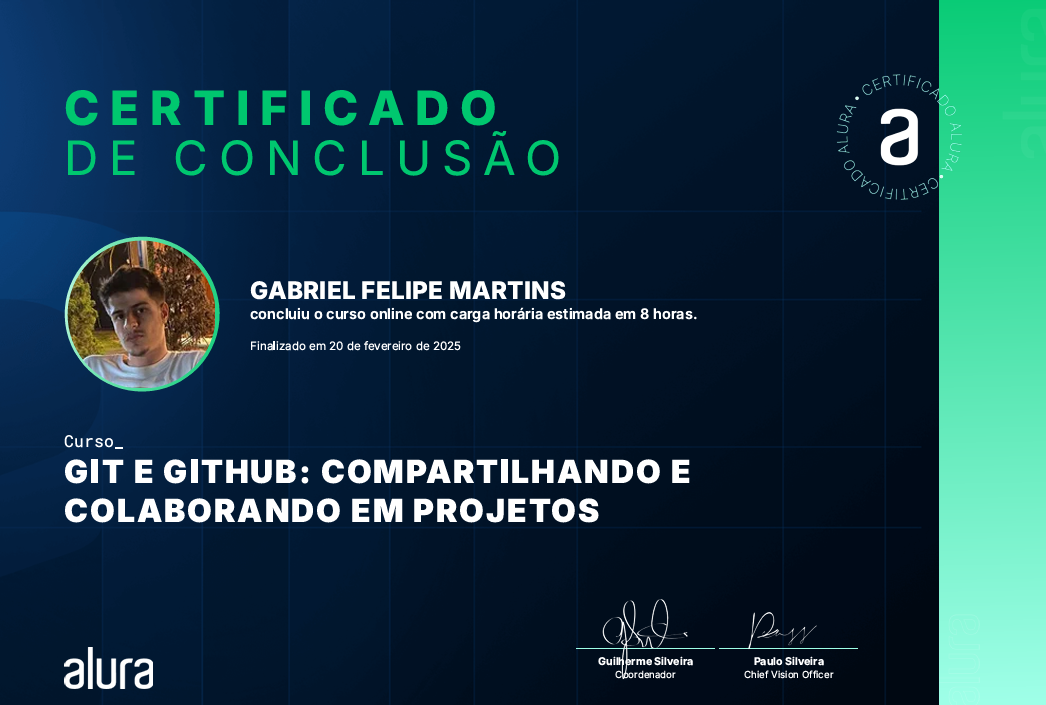 CERTIFICADO
DE CONCLUSÃO
CERTIFICADO ALURA • CERTIFICADO ALURA •
a
GABRIEL FELIPE MARTINS
concluiu o curso online com carga horária estimada em 8 horas.
Finalizado em 20 de fevereiro de 2025
Curso_
GIT E GITHUB: COMPARTILHANDO E
COLABORANDO EM PROJETOS
Guilherme Silveira
Coordenador
Paulo Silveira
Chief Vision Officer
alura